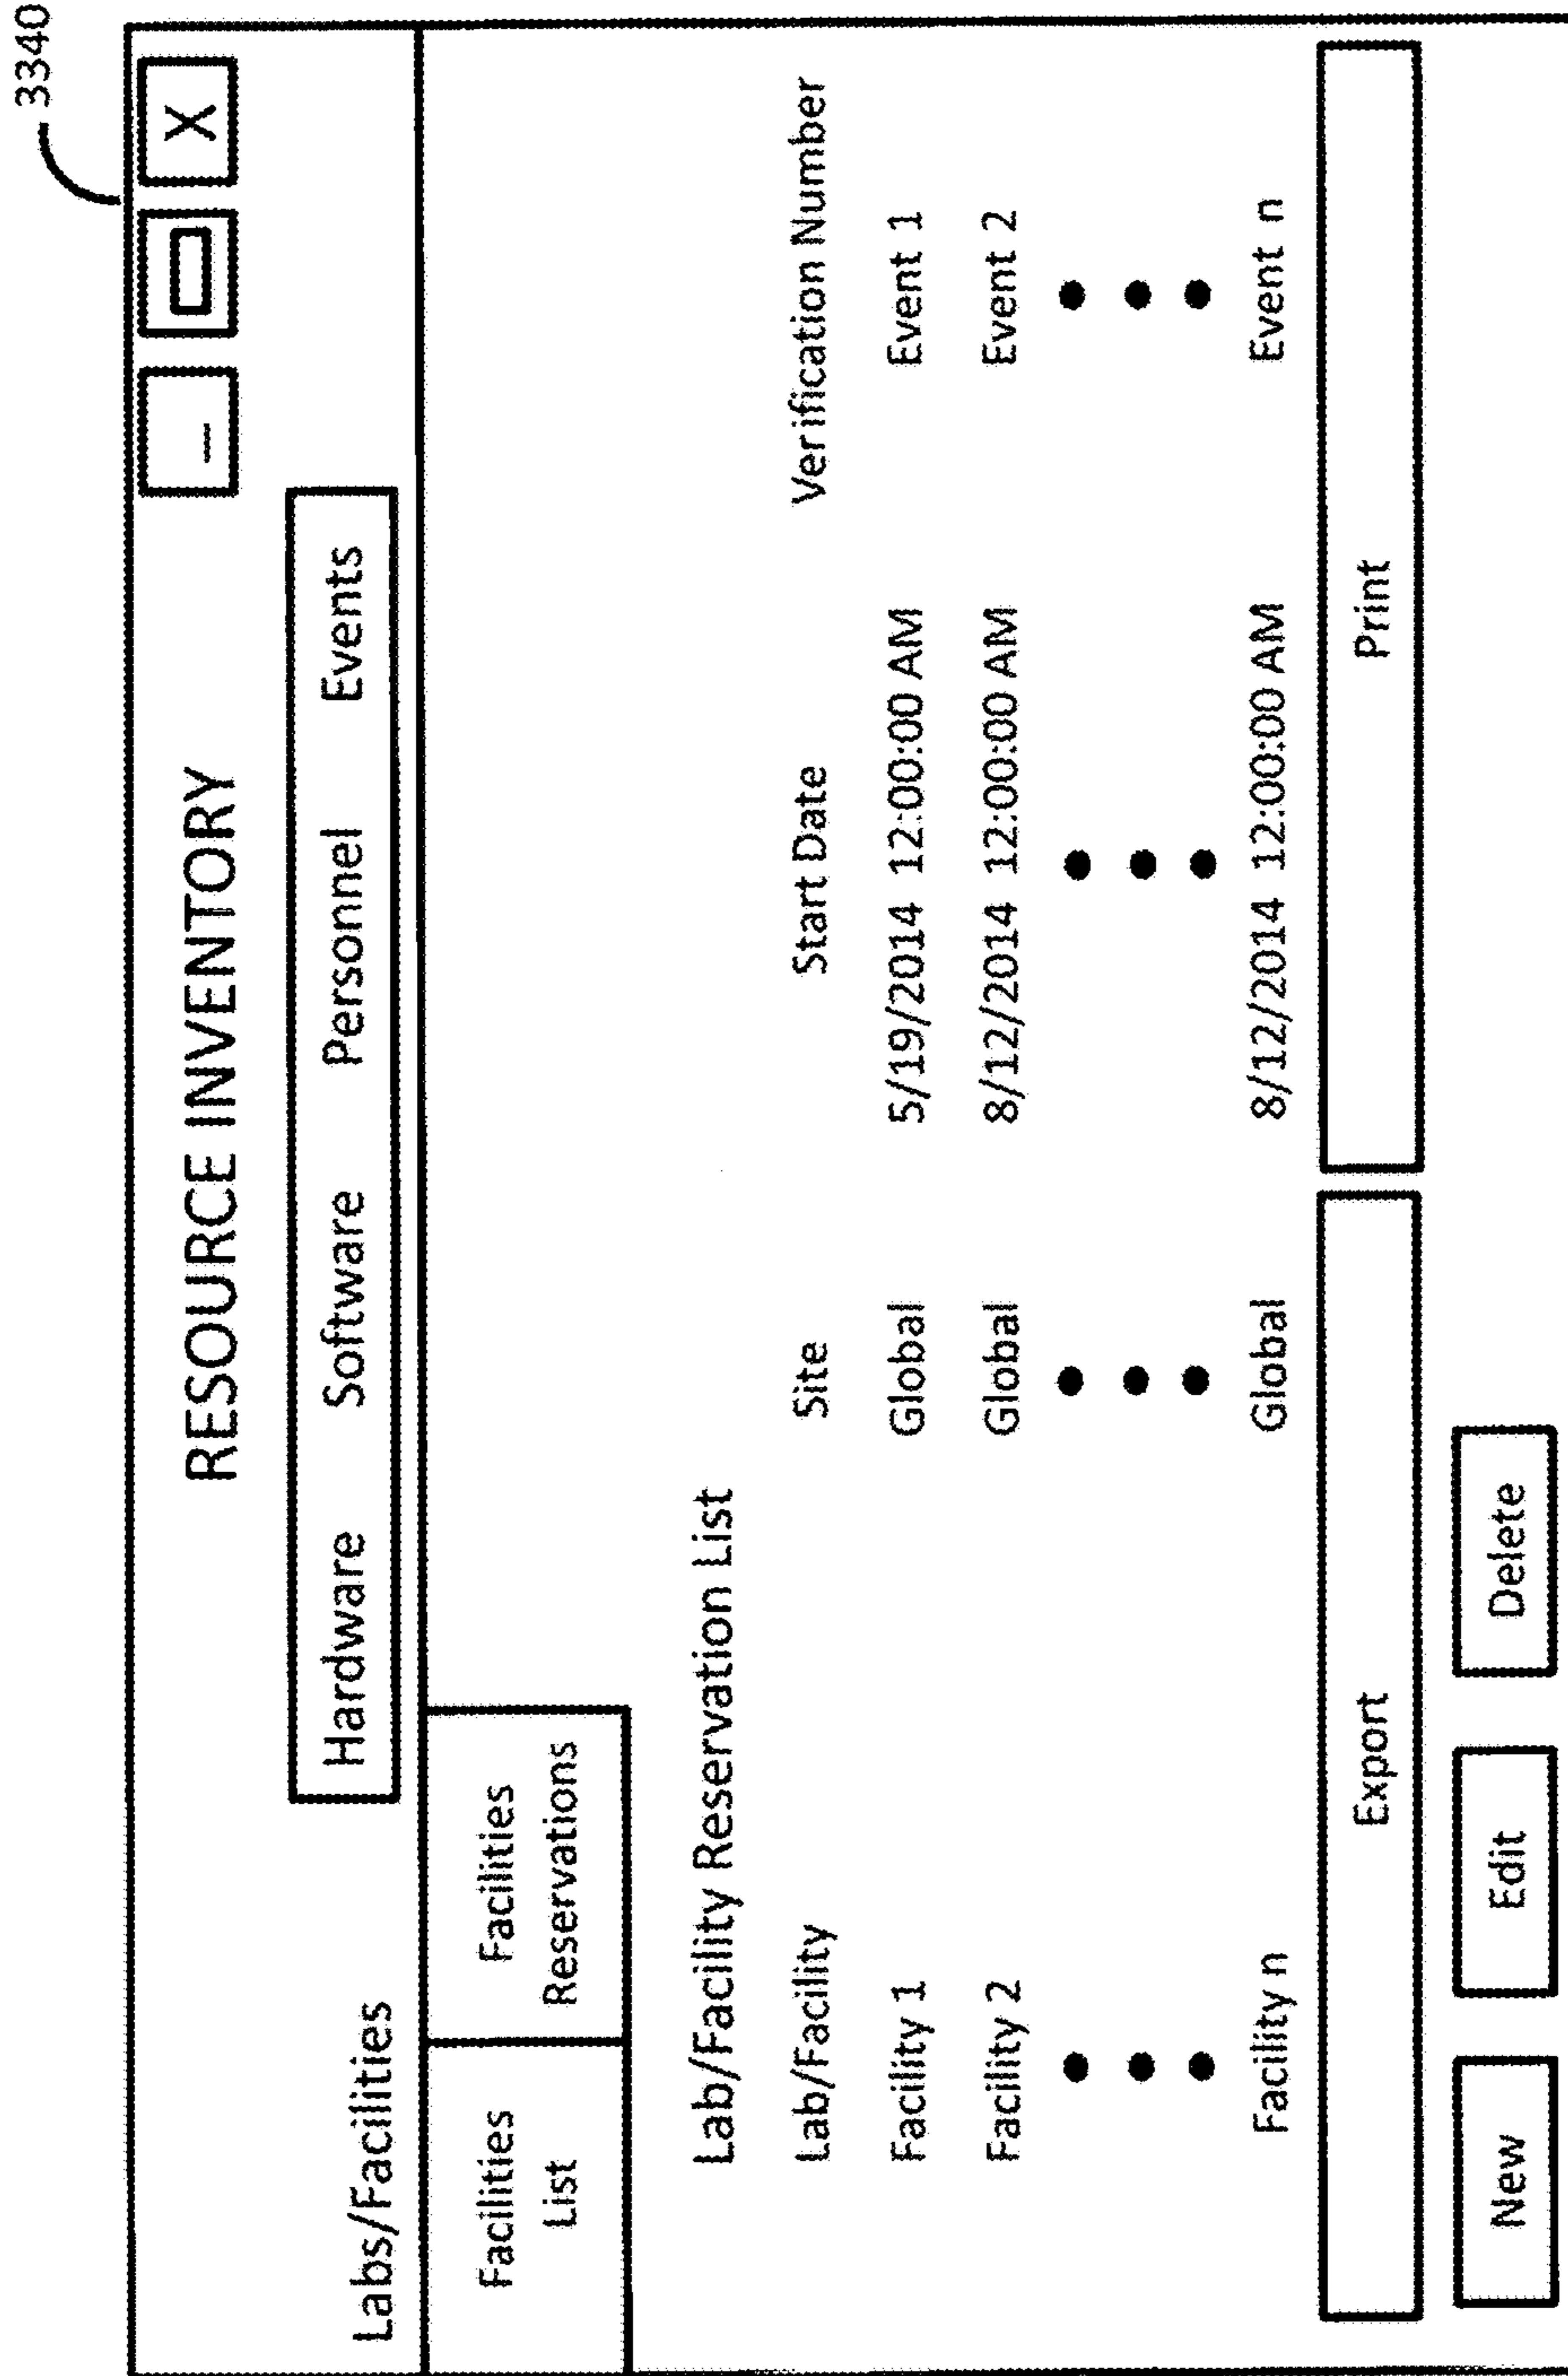 3340
_ X
RESOURCE INVENTORY
Labs/Facilities Hardware Software Personnel Events
Facilities List
Facilities Reservations
Lab/Facility Reservation List
Lab/Facility Site Start Date Verification Number
Facility 1 Global 5/19/2014 12:00:00 AM Event 1
Facility 2 Global 8/12/2014 12:00:00 AM Event 2
Facility n Global 8/12/2014 12:00:00 AM Event n
Export Print
New Edit Delete